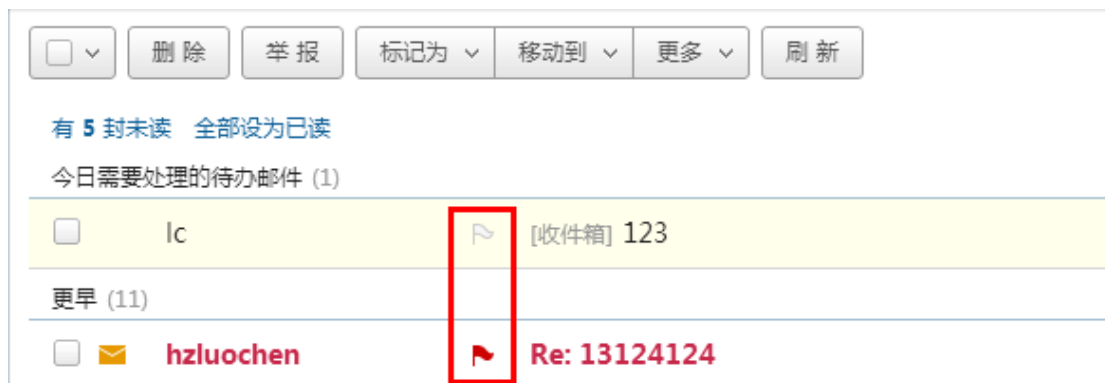 删 除 举 报 标记为 移动到 更多 刷 新
有 5 封未读 全部设为已读
今日需要处理的待办邮件 (1)
lc [收件箱] 123
更早 (11)
hzluochen Re: 13124124